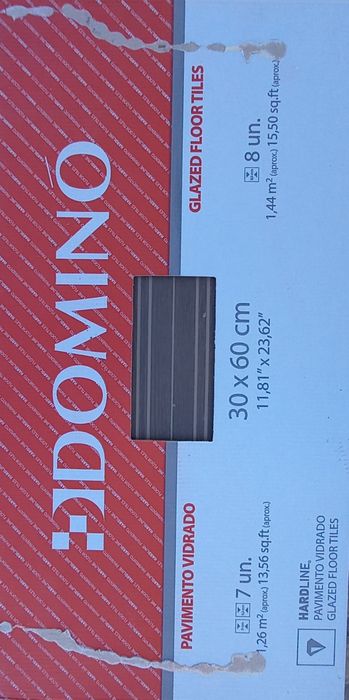 DOMINÓ
PAVIMENTO VIDRADO
GLAZED FLOOR TILES
7 un.
1,26 m² (aprox.) 13,56 sq.ft (aprox.)
30 x 60 cm
11,81" x 23,62"
8 un.
1,44 m² (aprox.) 15,50 sq.ft (aprox.)
HARDLINE,
PAVIMENTO VIDRADO
GLAZED FLOOR TILES